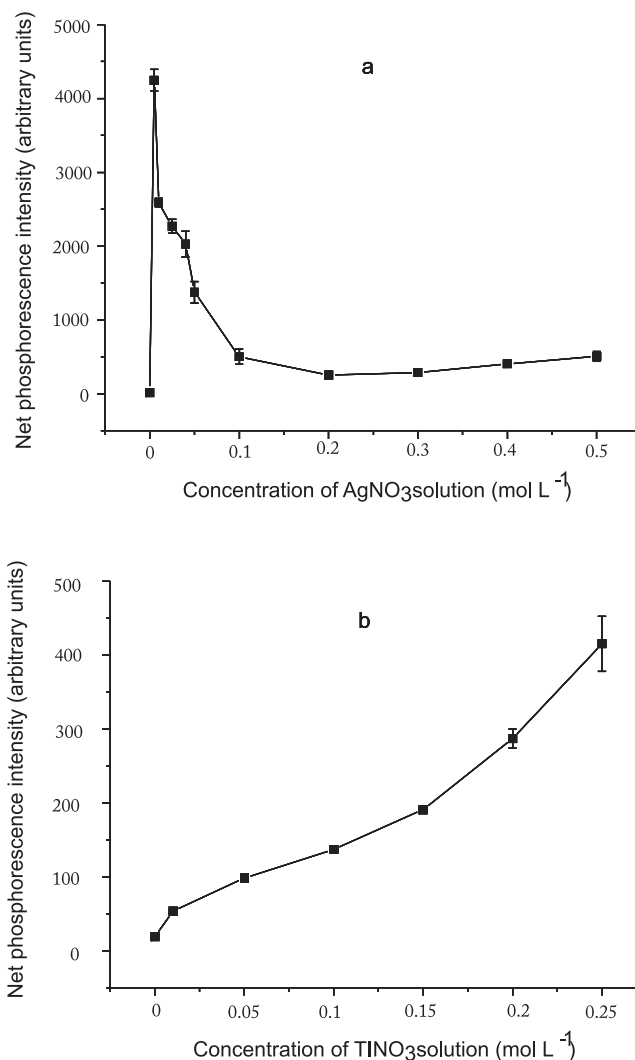 Net phosphorescence intensity (arbitrary units)
5000
4000
3000
2000
1000
0
a
0 0.1 0.2 0.3 0.4 0.5
Concentration of AgNO3solution (mol L -1)
Net phosphorescence intensity (arbitrary units)
500
400
300
200
100
0
b
0 0.05 0.1 0.15 0.2 0.25
Concentration of TlNO3solution (mol L -1)